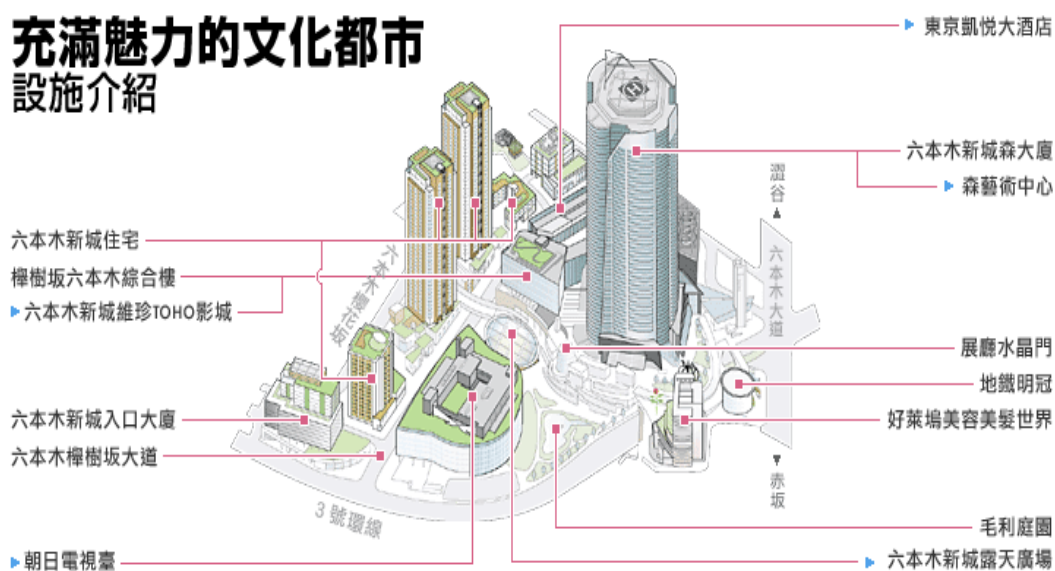 充滿魅力的文化都市
設施介紹
東京凱悅大酒店
六本木新城森大廈
森藝術中心
澀谷
六本木大道
六本木櫻花坂
六本木新城住宅
櫸樹坂六本木綜合樓
六本木新城維珍TOHO影城
展廳水晶門
地鐵明冠
好萊塢美容美髮世界
六本木新城入口大廈
六本木櫸樹坂大道
赤坂
3號環線
毛利庭園
朝日電視臺
六本木新城露天廣場